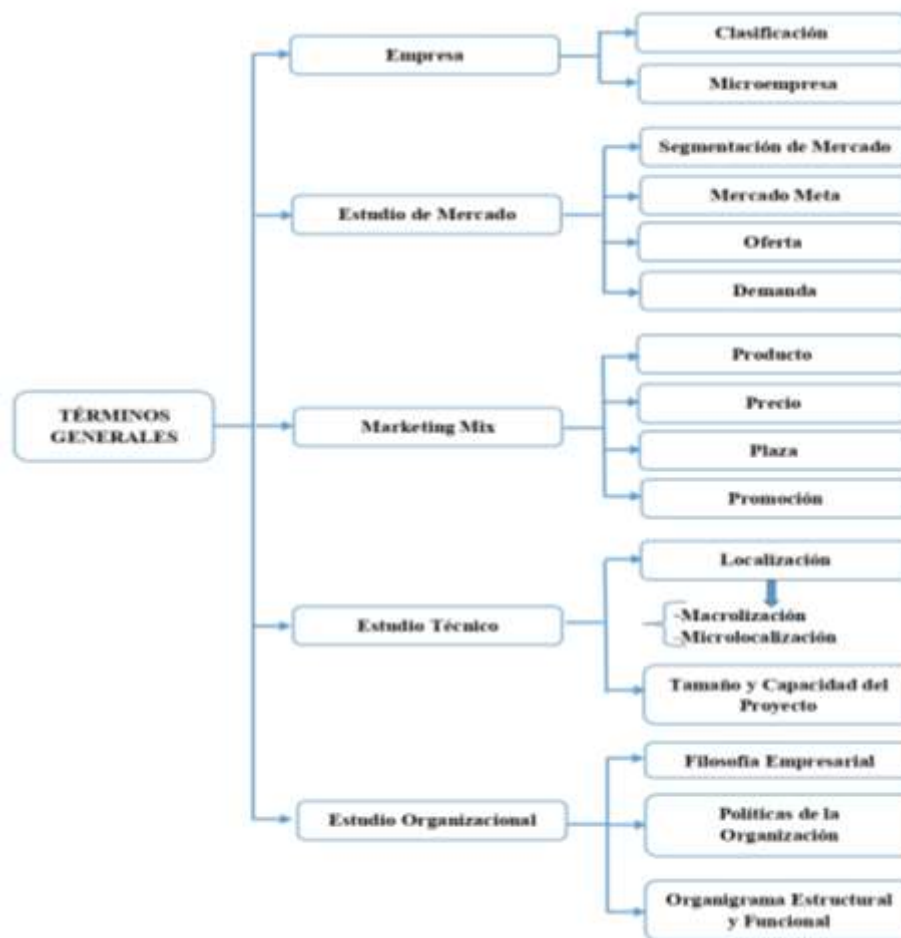 TÉRMINOS
GENERALES
Empresa
Clasificación
Microempresa
Estudio de Mercado
Segmentación de Mercado
Mercado Meta
Oferta
Demanda
Marketing Mix
Producto
Precio
Plaza
Promoción
Estudio Técnico
Localización
-Macrolización
-Microlocalización
Tamaño y Capacidad del
Proyecto
Estudio Organizacional
Filosofía Empresarial
Políticas de la
Organización
Organigrama Estructural
y Funcional